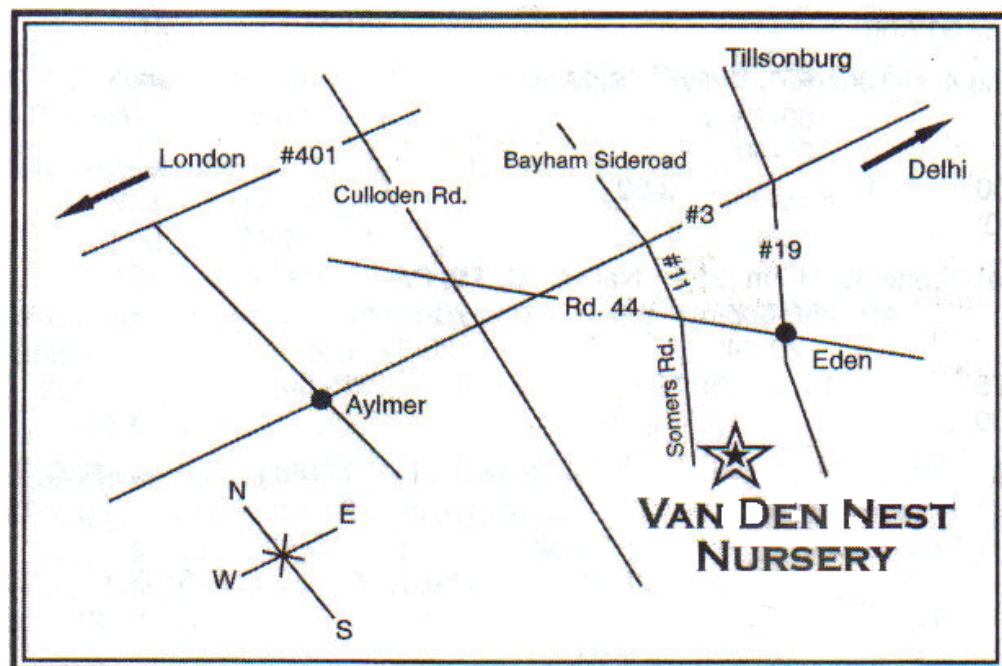 Tillsonburg
London
#401
Bayham Sideroad
Delhi
Culloden Rd.
#3
#11
#19
Rd. 44
Eden
Somers Rd.
Aylmer
N
E
W
S
VAN DEN NEST
NURSERY